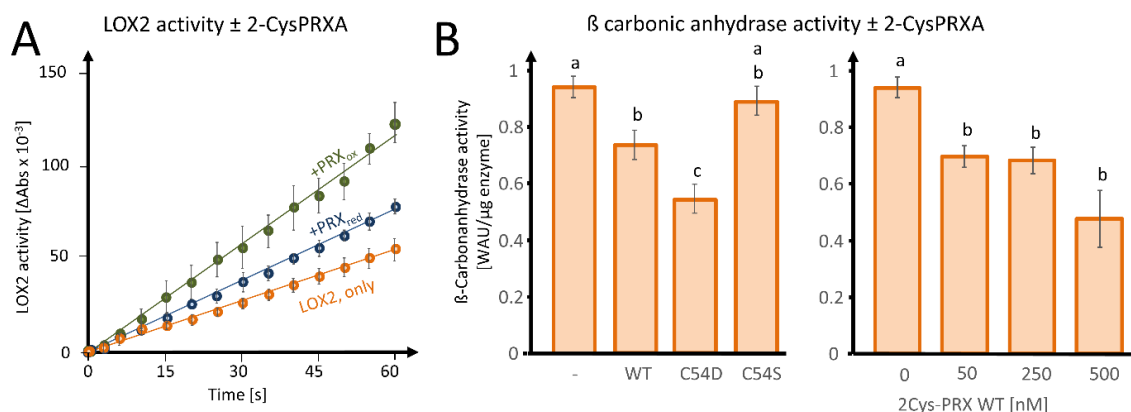 A
LOX2 activity ± 2-CysPRXA
LOX2 activity [ΔAbs x 10-3)
150
100
50
0
+PRXox
+PRXred
LOX2, only
0
15
30
45
60
Time [s]
B
ß carbonic anhydrase activity ± 2-CysPRXA
ß-Carbonanhydrase activity
[WAU/µg enzyme]
1
0.8
0.6
0.4
0.2
0
a
b
c
a
b
-
WT
C54D
C54S
1
0.8
0.6
0.4
0.2
0
a
b
b
b
0
50
250
500
2Cys-PRX WT [nM]